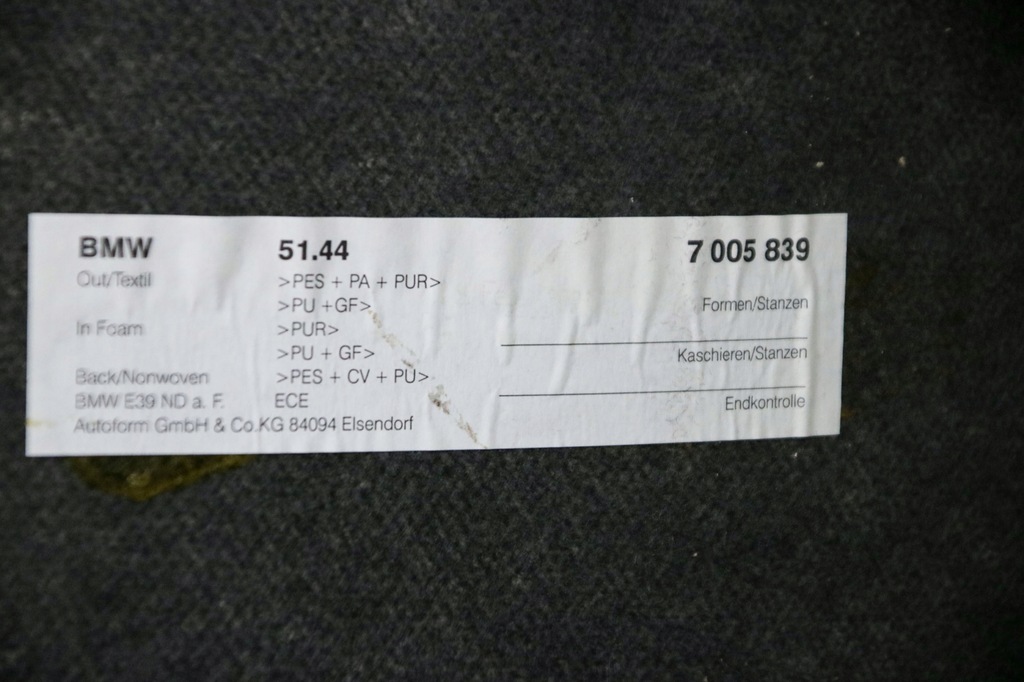 BMW 51.44 7 005 839
Out/Textil >PES + PA + PUR>
>PU +GF> Formen/Stanzen
In Foam >PUR>
>PU + GF> Kaschieren/Stanzen
Back/Nonwoven >PES + CV + PU>
BMW E39 ND a. F. ECE Endkontrolle
Autoform GmbH & Co.KG 84094 Elsendorf